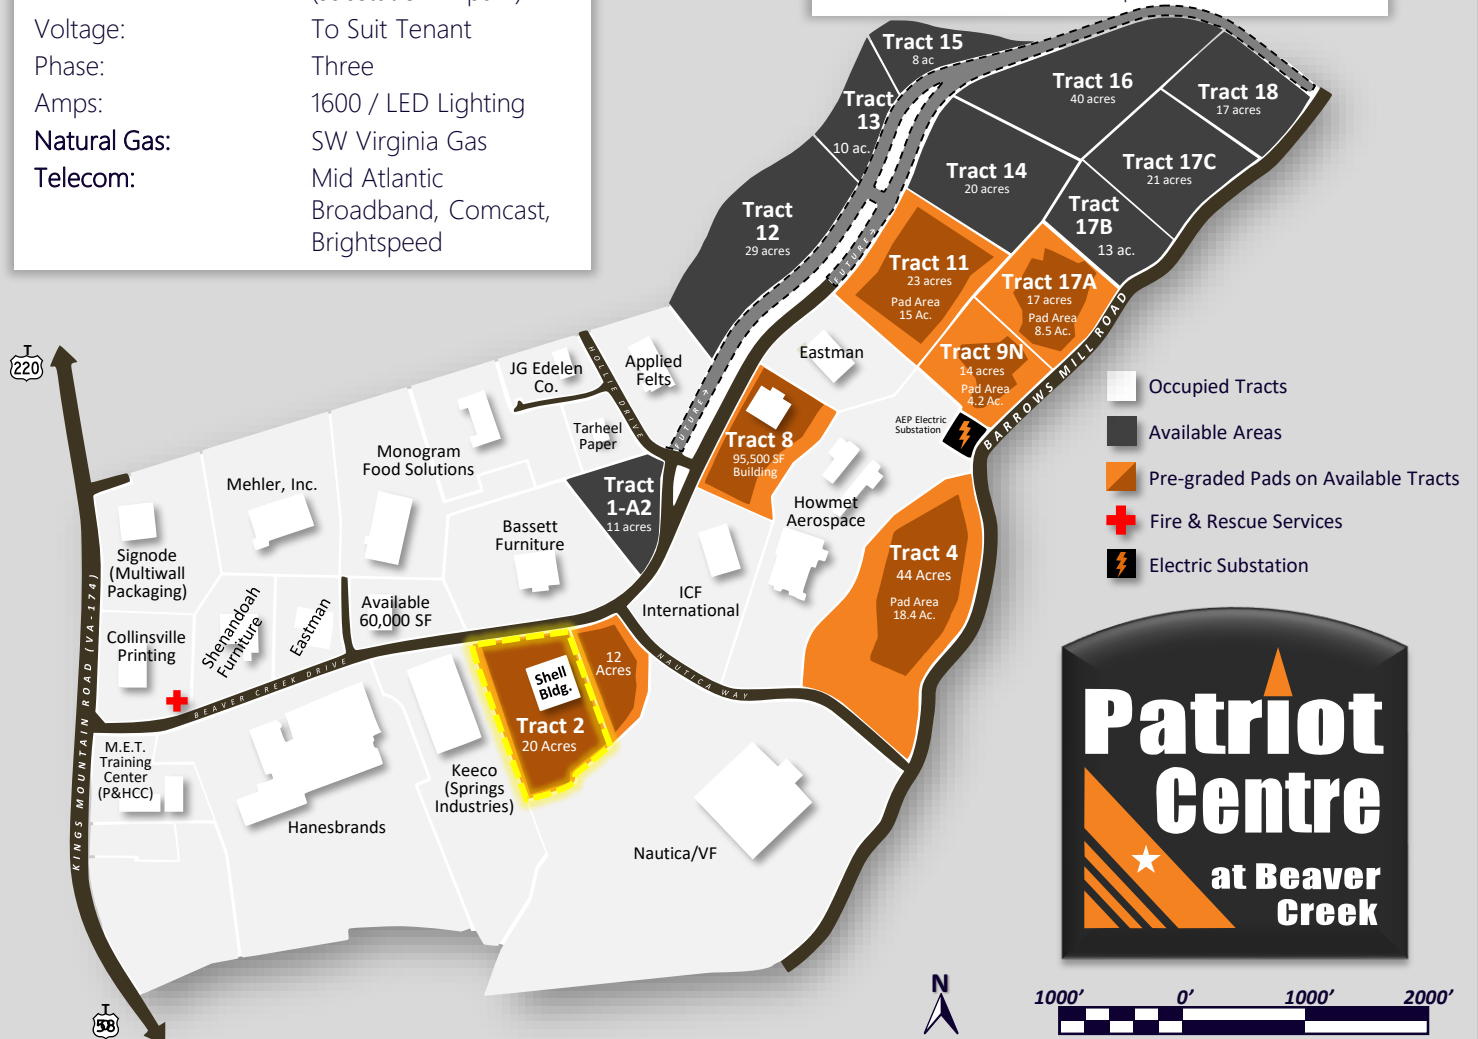 Voltage: To Suit Tenant
Phase: Three
Amps: 1600 / LED Lighting
Natural Gas: SW Virginia Gas
Telecom: Mid Atlantic
Broadband, Comcast,
Brightspeed
Tract 15
8 ac
Tract 16
40 acres
Tract 18
17 acres
Tract
13
10 ac.
Tract 14
20 acres
Tract 17C
21 acres
Tract
17B
13 ac.
Tract
12
29 acres
FUTURE
Tract 11
23 acres
Pad Area
15 Ac.
Tract 17A
17 acres
Pad Area
8.5 Ac.
Tract 9N
14 acres
Pad Area
4.2 Ac.
BARROWS MILL ROAD
T
220
JG Edelen
Co.
HOLLIE DRIVE
Applied
Felts
Eastman
FUTURE
Tarheel
Paper
AEP Electric
Substation
Tract 8
95,500 SF
Building
Monogram
Food Solutions
Mehler, Inc.
Tract
1-A2
11 acres
Howmet
Aerospace
Bassett
Furniture
Signode
(Multiwall
Packaging)
Tract 4
44 Acres
Pad Area
18.4 Ac.
ICF
International
Available
60,000 SF
Eastman
Shenandoah
Furniture
Collinsville
Printing
KINGS MOUNTAIN ROAD (VA-174)
BEAVER CREEK DRIVE
NAUTICA WAY
12
Acres
Shell
Bldg.
Tract 2
20 Acres
M.E.T.
Training
Center
(P&HCC)
Keeco
(Springs
Industries)
Hanesbrands
Nautica/VF
T
58
Occupied Tracts
Available Areas
Pre-graded Pads on Available Tracts
Fire & Rescue Services
Electric Substation
Patriot
Centre
at Beaver
Creek
N
1000’ 0’ 1000’ 2000’